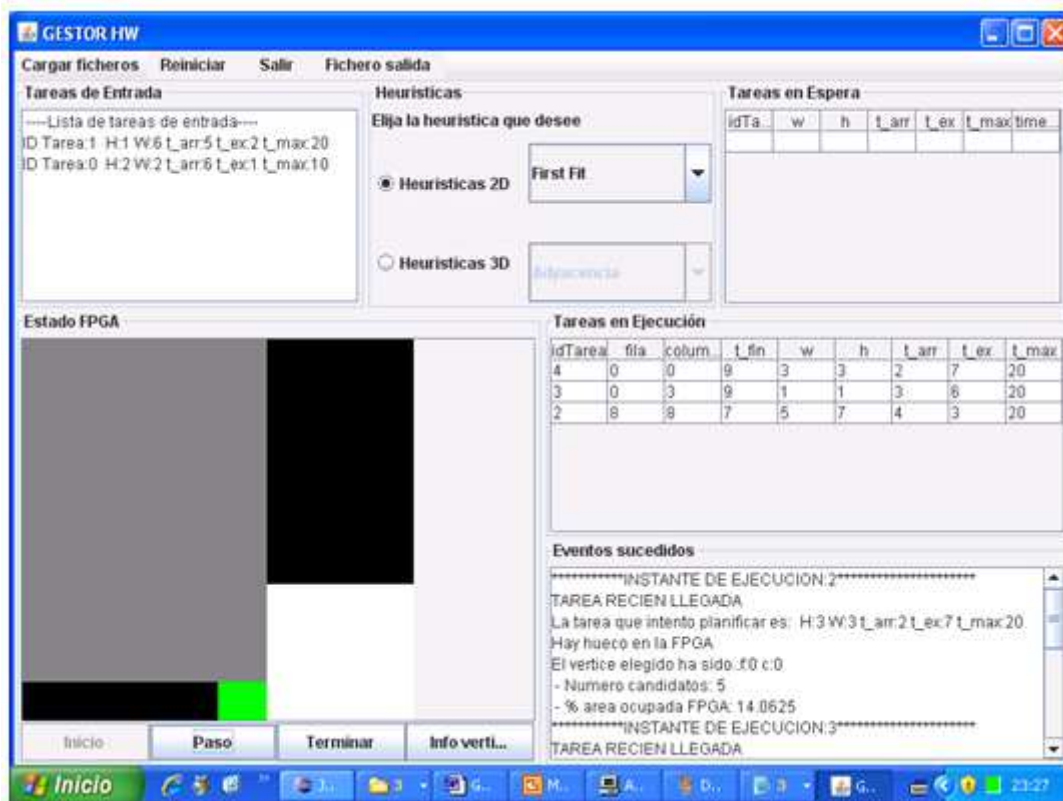 GESTOR HW
Cargar ficheros Reiniciar Salir Fichero salida
Tareas de Entrada
----Lista de tareas de entrada----
ID Tarea:1 H:1 W:6 t_arr:5 t_ex:2 t_max:20
ID Tarea:0 H:2 W:2 t_arr:6 t_ex:1 t_max:10
Heurísticas
Elija la heurística que desee
Heurísticas 2D First Fit
Heurísticas 3D Adyacencia
Tareas en Espera
idTa... w h t_arr t_ex t_max time...
Estado FPGA
Tareas en Ejecución
idTarea fila colum... t_fin w h t_arr t_ex t_max
4 0 0 9 3 3 2 7 20
3 0 3 9 1 1 3 6 20
2 8 8 7 5 7 4 3 20
Eventos sucedidos
***********INSTANTE DE EJECUCION:2*********************
TAREA RECIEN LLEGADA
La tarea que intento planificar es: H:3 W:3 t_arr:2 t_ex:7 t_max:20
Hay hueco en la FPGA
El vertice elegido ha sido :f:0 c:0
- Numero candidatos: 5
- % area ocupada FPGA: 14.0625
***********INSTANTE DE EJECUCION:3*********************
TAREA RECIEN LLEGADA
Inicio Paso Terminar Info verti...
Inicio J.. 3 G.. M.. A.. D.. 3 G.. 23:27